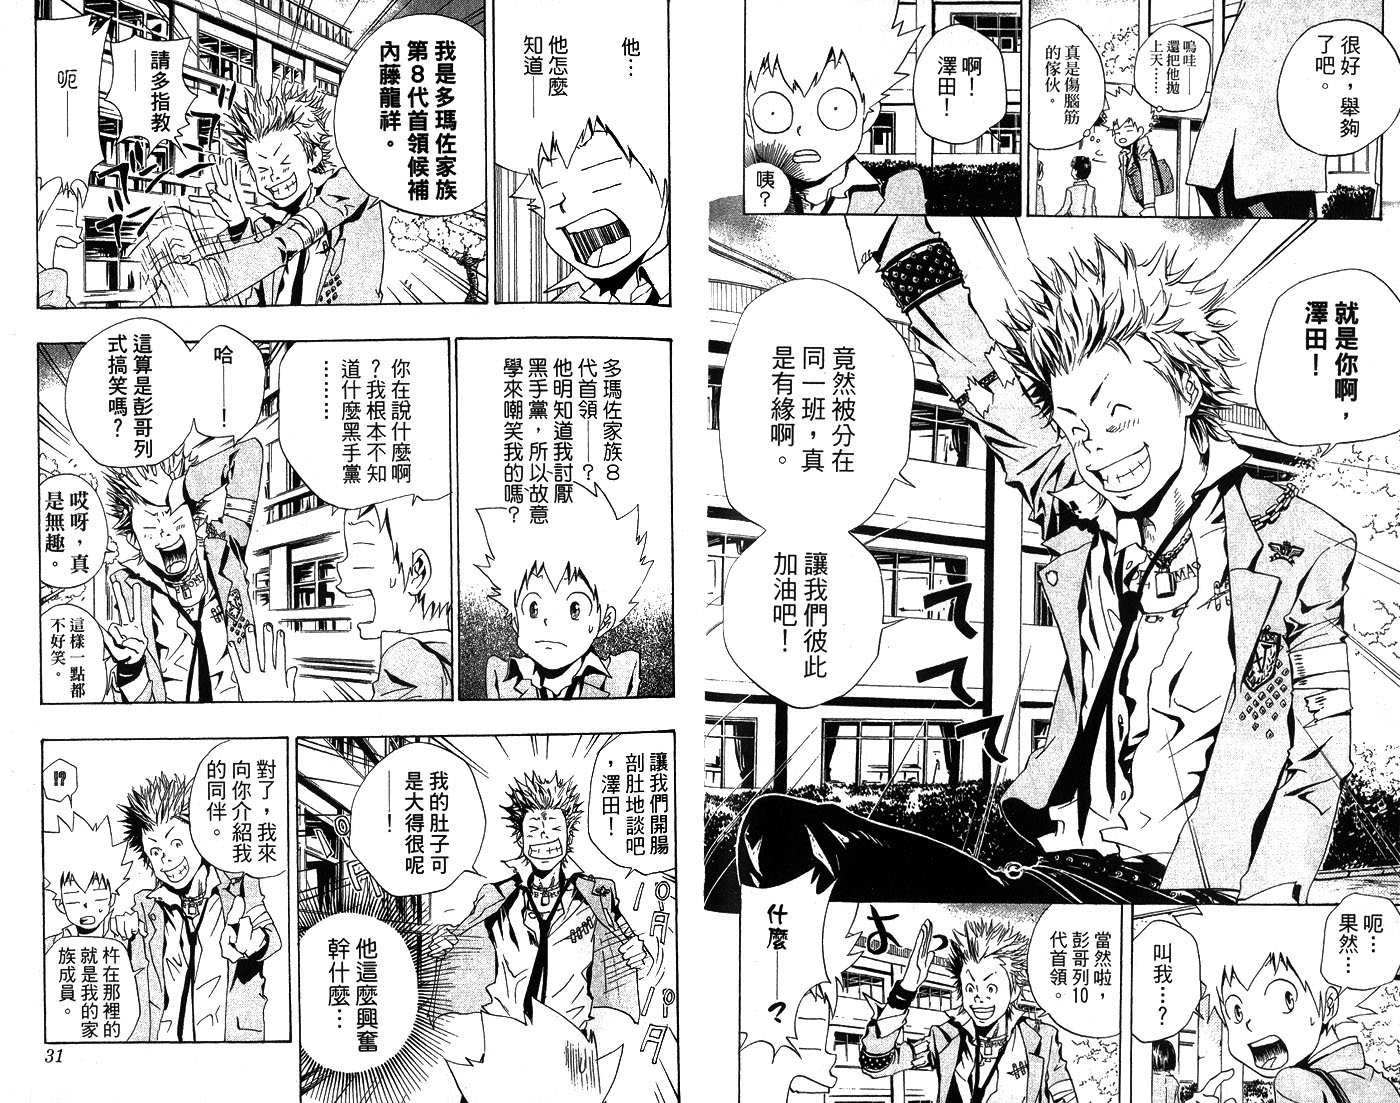 很好，舉夠
了吧。
嗚哇——
還把他拋
上天……
真是傷腦筋
的傢伙。
啊！
澤田！
咦？
就是你啊，
澤田！
竟然被分在
同一班，真
是有緣啊。
讓我們彼此
加油吧！
呃…
果然…
叫我…？
當然啦，
彭哥列10
代首領。
よおっ
什麼
——？
他…
他怎麼
知道——
我是多瑪佐家族
第8代首領候補
內藤龍祥。
請多指教
——
呃——
多瑪佐家族8
代首領——？
他明知道我討厭
黑手黨，所以故意
學來嘲笑我的嗎？
你在說什麼啊
？我根本不知
道什麼黑手黨
………
哈——！
這算是彭哥列
式搞笑嗎？
哎呀，真
是無趣。
這樣一點都
不好笑。
讓我們開腸
剖肚地談吧
，澤田！
我的肚子可
是大得很呢
——！
他這麼興奮
幹什麼…
對了，我來
向你介紹我
的同伴。
!?
杵在那裡的
就是我的家
族成員。
31